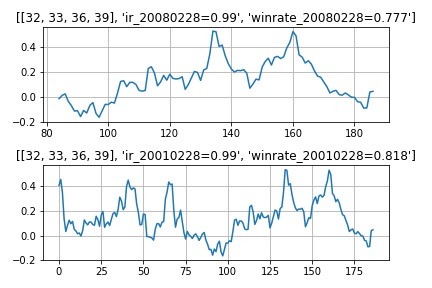 [[32, 33, 36, 39], 'ir_20080228=0.99', 'winrate_20080228=0.777']
0.4
0.2
0.0
−0.2
80 100 120 140 160 180
[[32, 33, 36, 39], 'ir_20010228=0.99', 'winrate_20010228=0.818']
0.4
0.2
0.0
−0.2
0 25 50 75 100 125 150 175